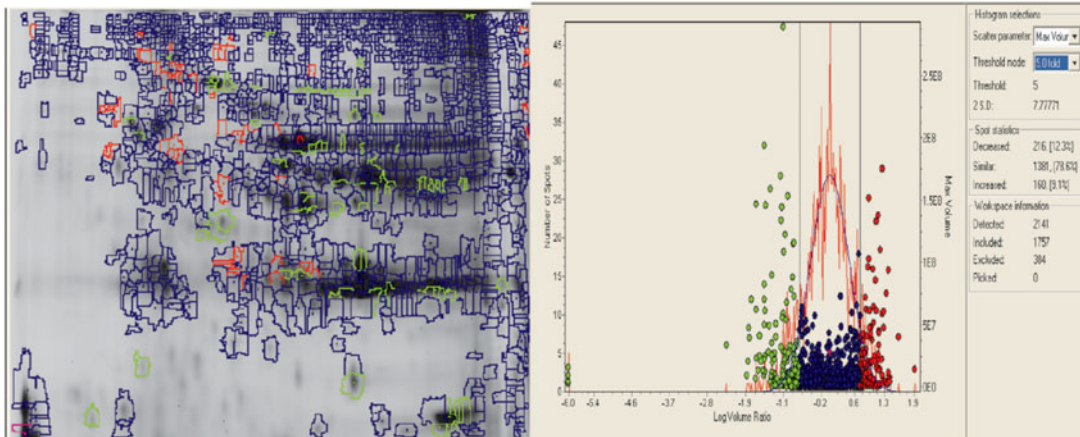 Histogram selections
Scatter parameter: Max Volur
Threshold mode: 5.0 fold
Threshold: 5
2 S.D.: 7.77771
Spot statistics
Decreased: 216, [12.3%]
Similar: 1381, [78.6%]
Increased: 160, [9.1%]
Workspace information
Detected: 2141
Included: 1757
Excluded: 384
Picked: 0
Number of Spots
45
40
35
30
25
20
15
10
5
0
Max Volume
2.5E8
2E8
1.5E8
1E8
5E7
0E0
-6.0 -5.4 -4.6 -3.7 -2.8 -1.9 -1.1 -0.2 0.6 1.3 1.9
Log Volume Ratio